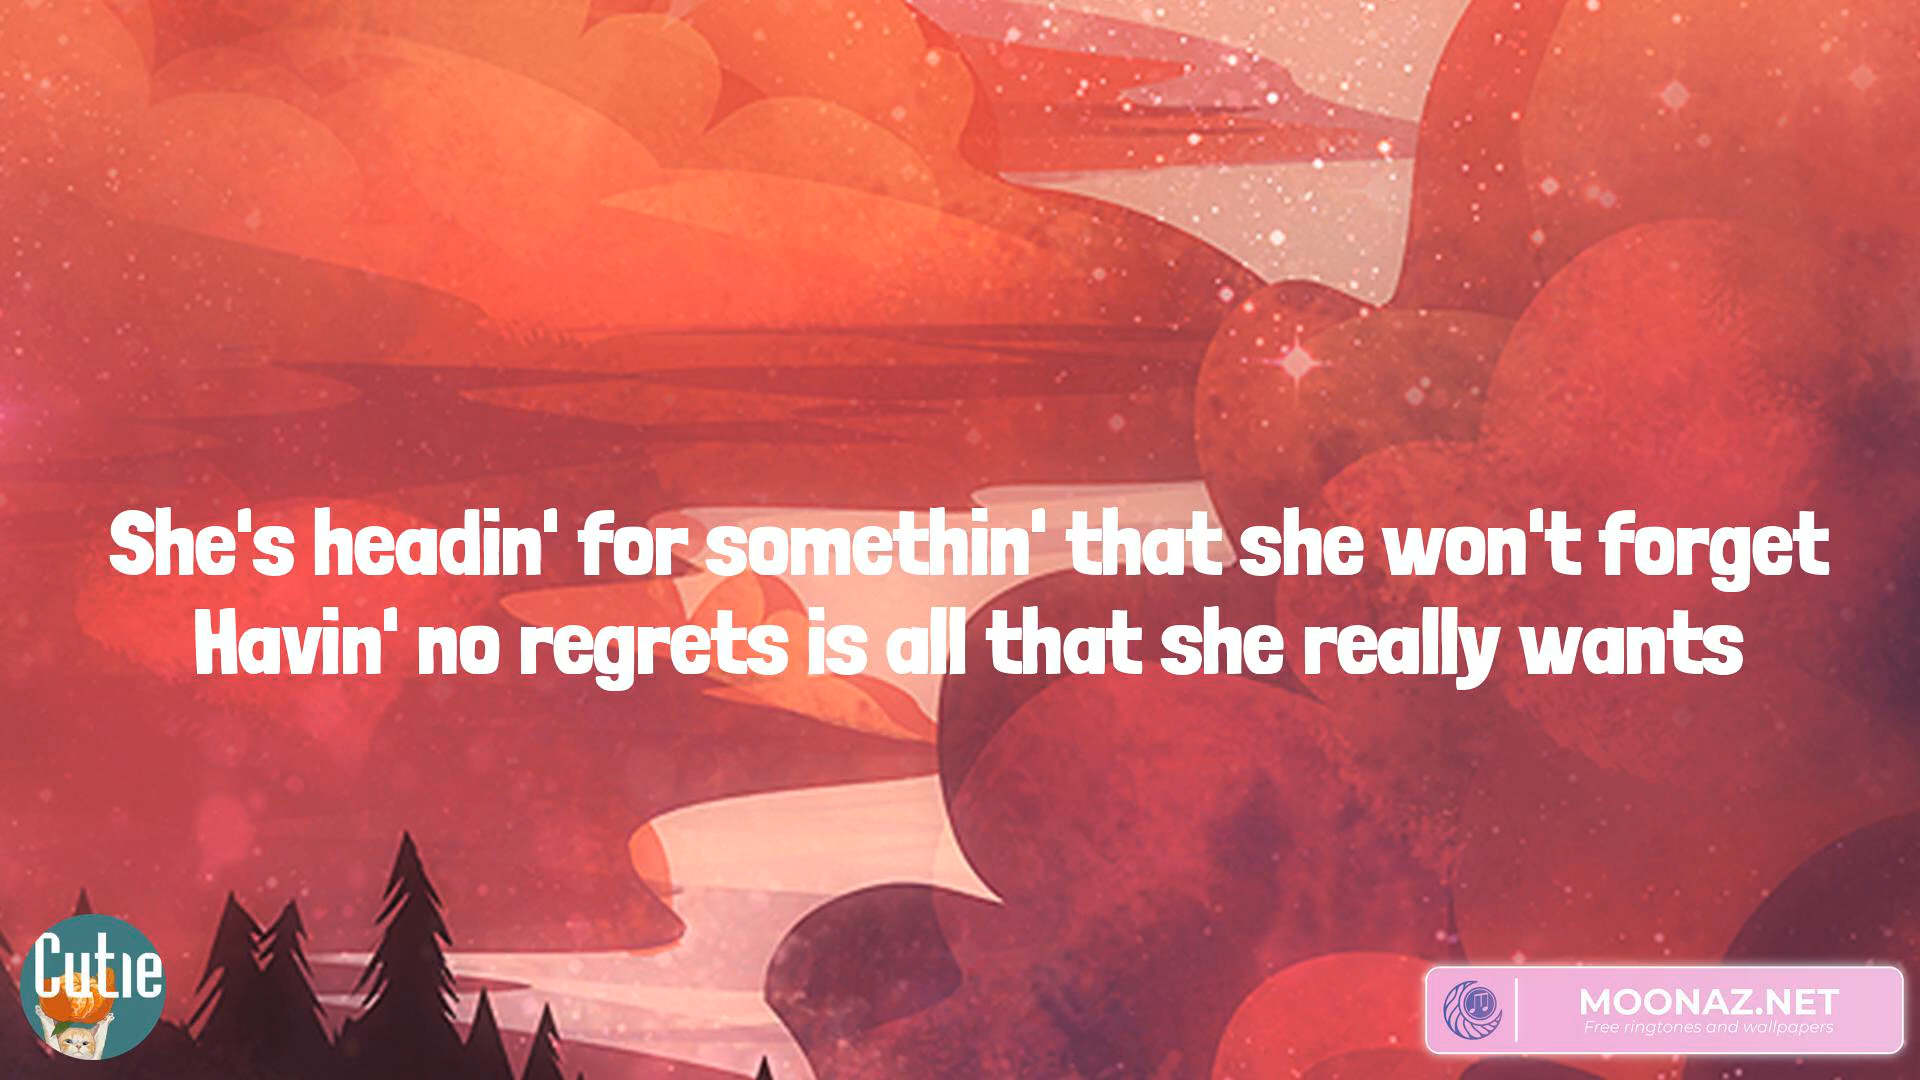 She's headin' for somethin' that she won't forget
Havin' no regrets is all that she really wants
Cutie
MOONAZ.NET
Free ringtones and wallpapers